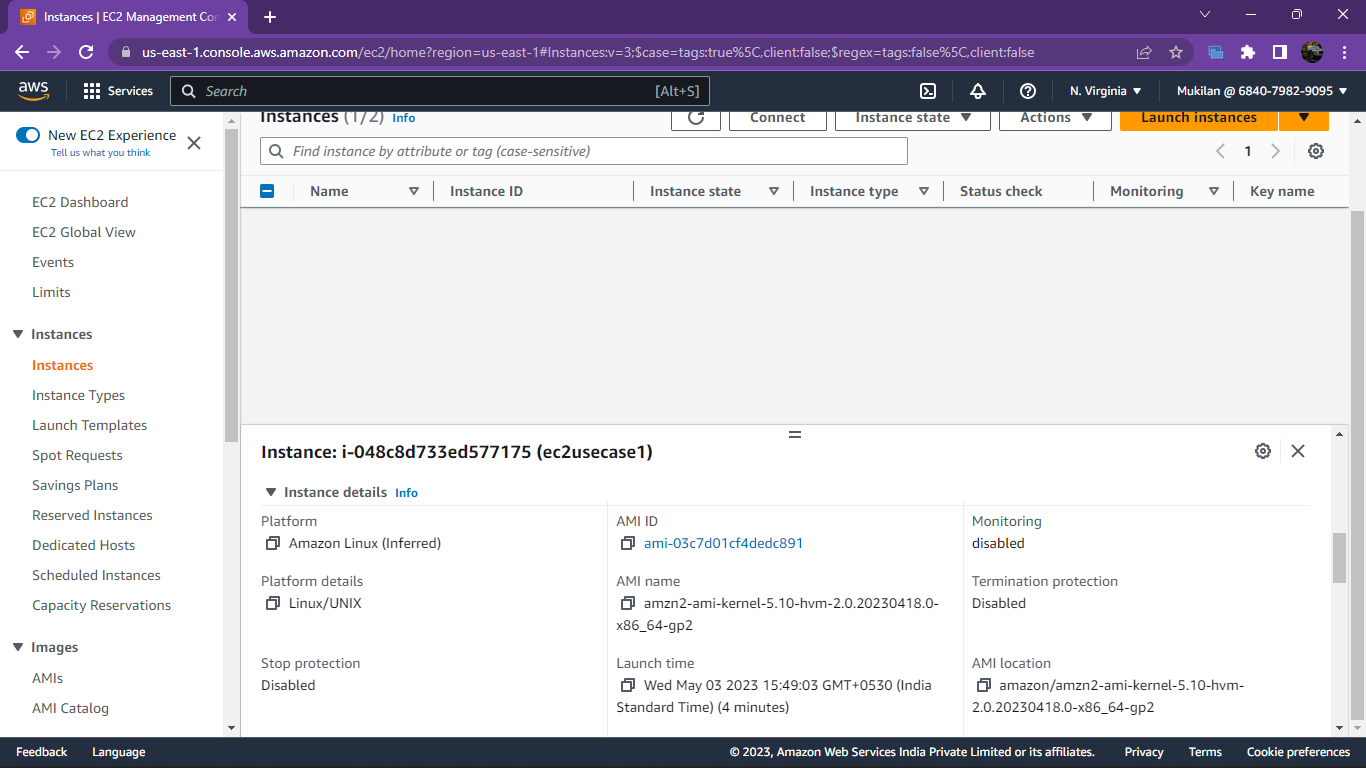 Instances | EC2 Management Con
us-east-1.console.aws.amazon.com/ec2/home?region=us-east-1#Instances:v=3;$case=tags:true%5C,client:false;$regex=tags:false%5C,client:false
aws
Services
Search
[Alt+S]
N. Virginia
Mukilan @ 6840-7982-9095
New EC2 Experience
Tell us what you think
EC2 Dashboard
EC2 Global View
Events
Limits
Instances
Instances
Instance Types
Launch Templates
Spot Requests
Savings Plans
Reserved Instances
Dedicated Hosts
Scheduled Instances
Capacity Reservations
Images
AMIs
AMI Catalog
Instances (1/2) Info
Connect
Instance state
Actions
Launch instances
Find instance by attribute or tag (case-sensitive)
1
Name
Instance ID
Instance state
Instance type
Status check
Monitoring
Key name
Instance: i-048c8d733ed577175 (ec2usecase1)
Instance details Info
Platform
Amazon Linux (Inferred)
AMI ID
ami-03c7d01cf4dedc891
Monitoring
disabled
Platform details
Linux/UNIX
AMI name
amzn2-ami-kernel-5.10-hvm-2.0.20230418.0-
x86_64-gp2
Termination protection
Disabled
Stop protection
Disabled
Launch time
Wed May 03 2023 15:49:03 GMT+0530 (India
Standard Time) (4 minutes)
AMI location
amazon/amzn2-ami-kernel-5.10-hvm-
2.0.20230418.0-x86_64-gp2
Feedback
Language
© 2023, Amazon Web Services India Private Limited or its affiliates.
Privacy
Terms
Cookie preferences